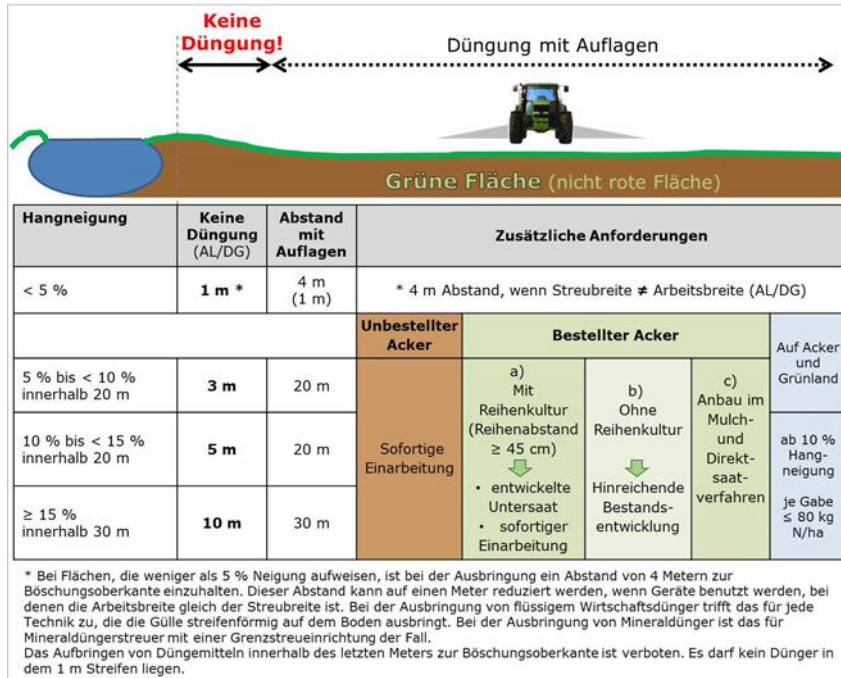 Keine
Düngung!
Düngung mit Auflagen
Grüne Fläche (nicht rote Fläche)
Hangneigung
Keine
Düngung
(AL/DG)
Abstand
mit
Auflagen
Zusätzliche Anforderungen
< 5 %
1 m *
4 m
(1 m)
* 4 m Abstand, wenn Streubreite ≠ Arbeitsbreite (AL/DG)
Unbestellter
Acker
Bestellter Acker
Auf Acker
und
Grünland
5 % bis < 10 %
innerhalb 20 m
3 m
20 m
10 % bis < 15 %
innerhalb 20 m
5 m
20 m
≥ 15 %
innerhalb 30 m
10 m
30 m
Sofortige
Einarbeitung
a)
Mit
Reihenkultur
(Reihenabstand
≥ 45 cm)
• entwickelte
Untersaat
• sofortiger
Einarbeitung
b)
Ohne
Reihenkultur
Hinreichende
Bestands-
entwicklung
c)
Anbau im
Mulch-
und
Direkt-
saat-
verfahren
ab 10 %
Hang-
neigung
je Gabe
≤ 80 kg
N/ha
* Bei Flächen, die weniger als 5 % Neigung aufweisen, ist bei der Ausbringung ein Abstand von 4 Metern zur
Böschungsoberkante einzuhalten. Dieser Abstand kann auf einen Meter reduziert werden, wenn Geräte benutzt werden, bei
denen die Arbeitsbreite gleich der Streubreite ist. Bei der Ausbringung von flüssigem Wirtschaftsdünger trifft das für jede
Technik zu, die die Gülle streifenförmig auf dem Boden ausbringt. Bei der Ausbringung von Mineraldünger ist das für
Mineraldüngerstreuer mit einer Grenzstreueinrichtung der Fall.
Das Aufbringen von Düngemitteln innerhalb des letzten Meters zur Böschungsoberkante ist verboten. Es darf kein Dünger in
dem 1 m Streifen liegen.